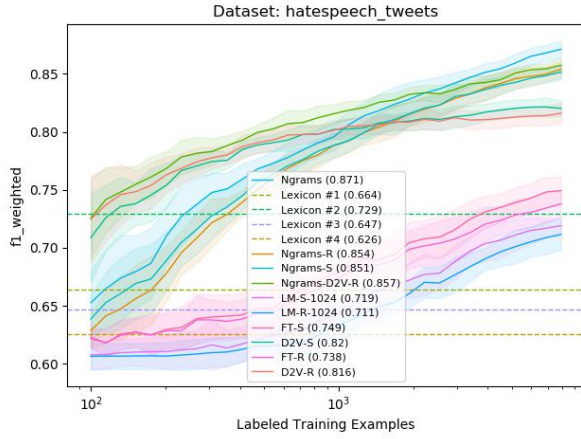 Dataset: hatespeech_tweets
f1_weighted
0.85
0.80
0.75
0.70
0.65
0.60
Ngrams (0.871)
Lexicon #1 (0.664)
Lexicon #2 (0.729)
Lexicon #3 (0.647)
Lexicon #4 (0.626)
Ngrams-R (0.854)
Ngrams-S (0.851)
Ngrams-D2V-R (0.857)
LM-S-1024 (0.719)
LM-R-1024 (0.711)
FT-S (0.749)
D2V-S (0.82)
FT-R (0.738)
D2V-R (0.816)
10²
10³
Labeled Training Examples